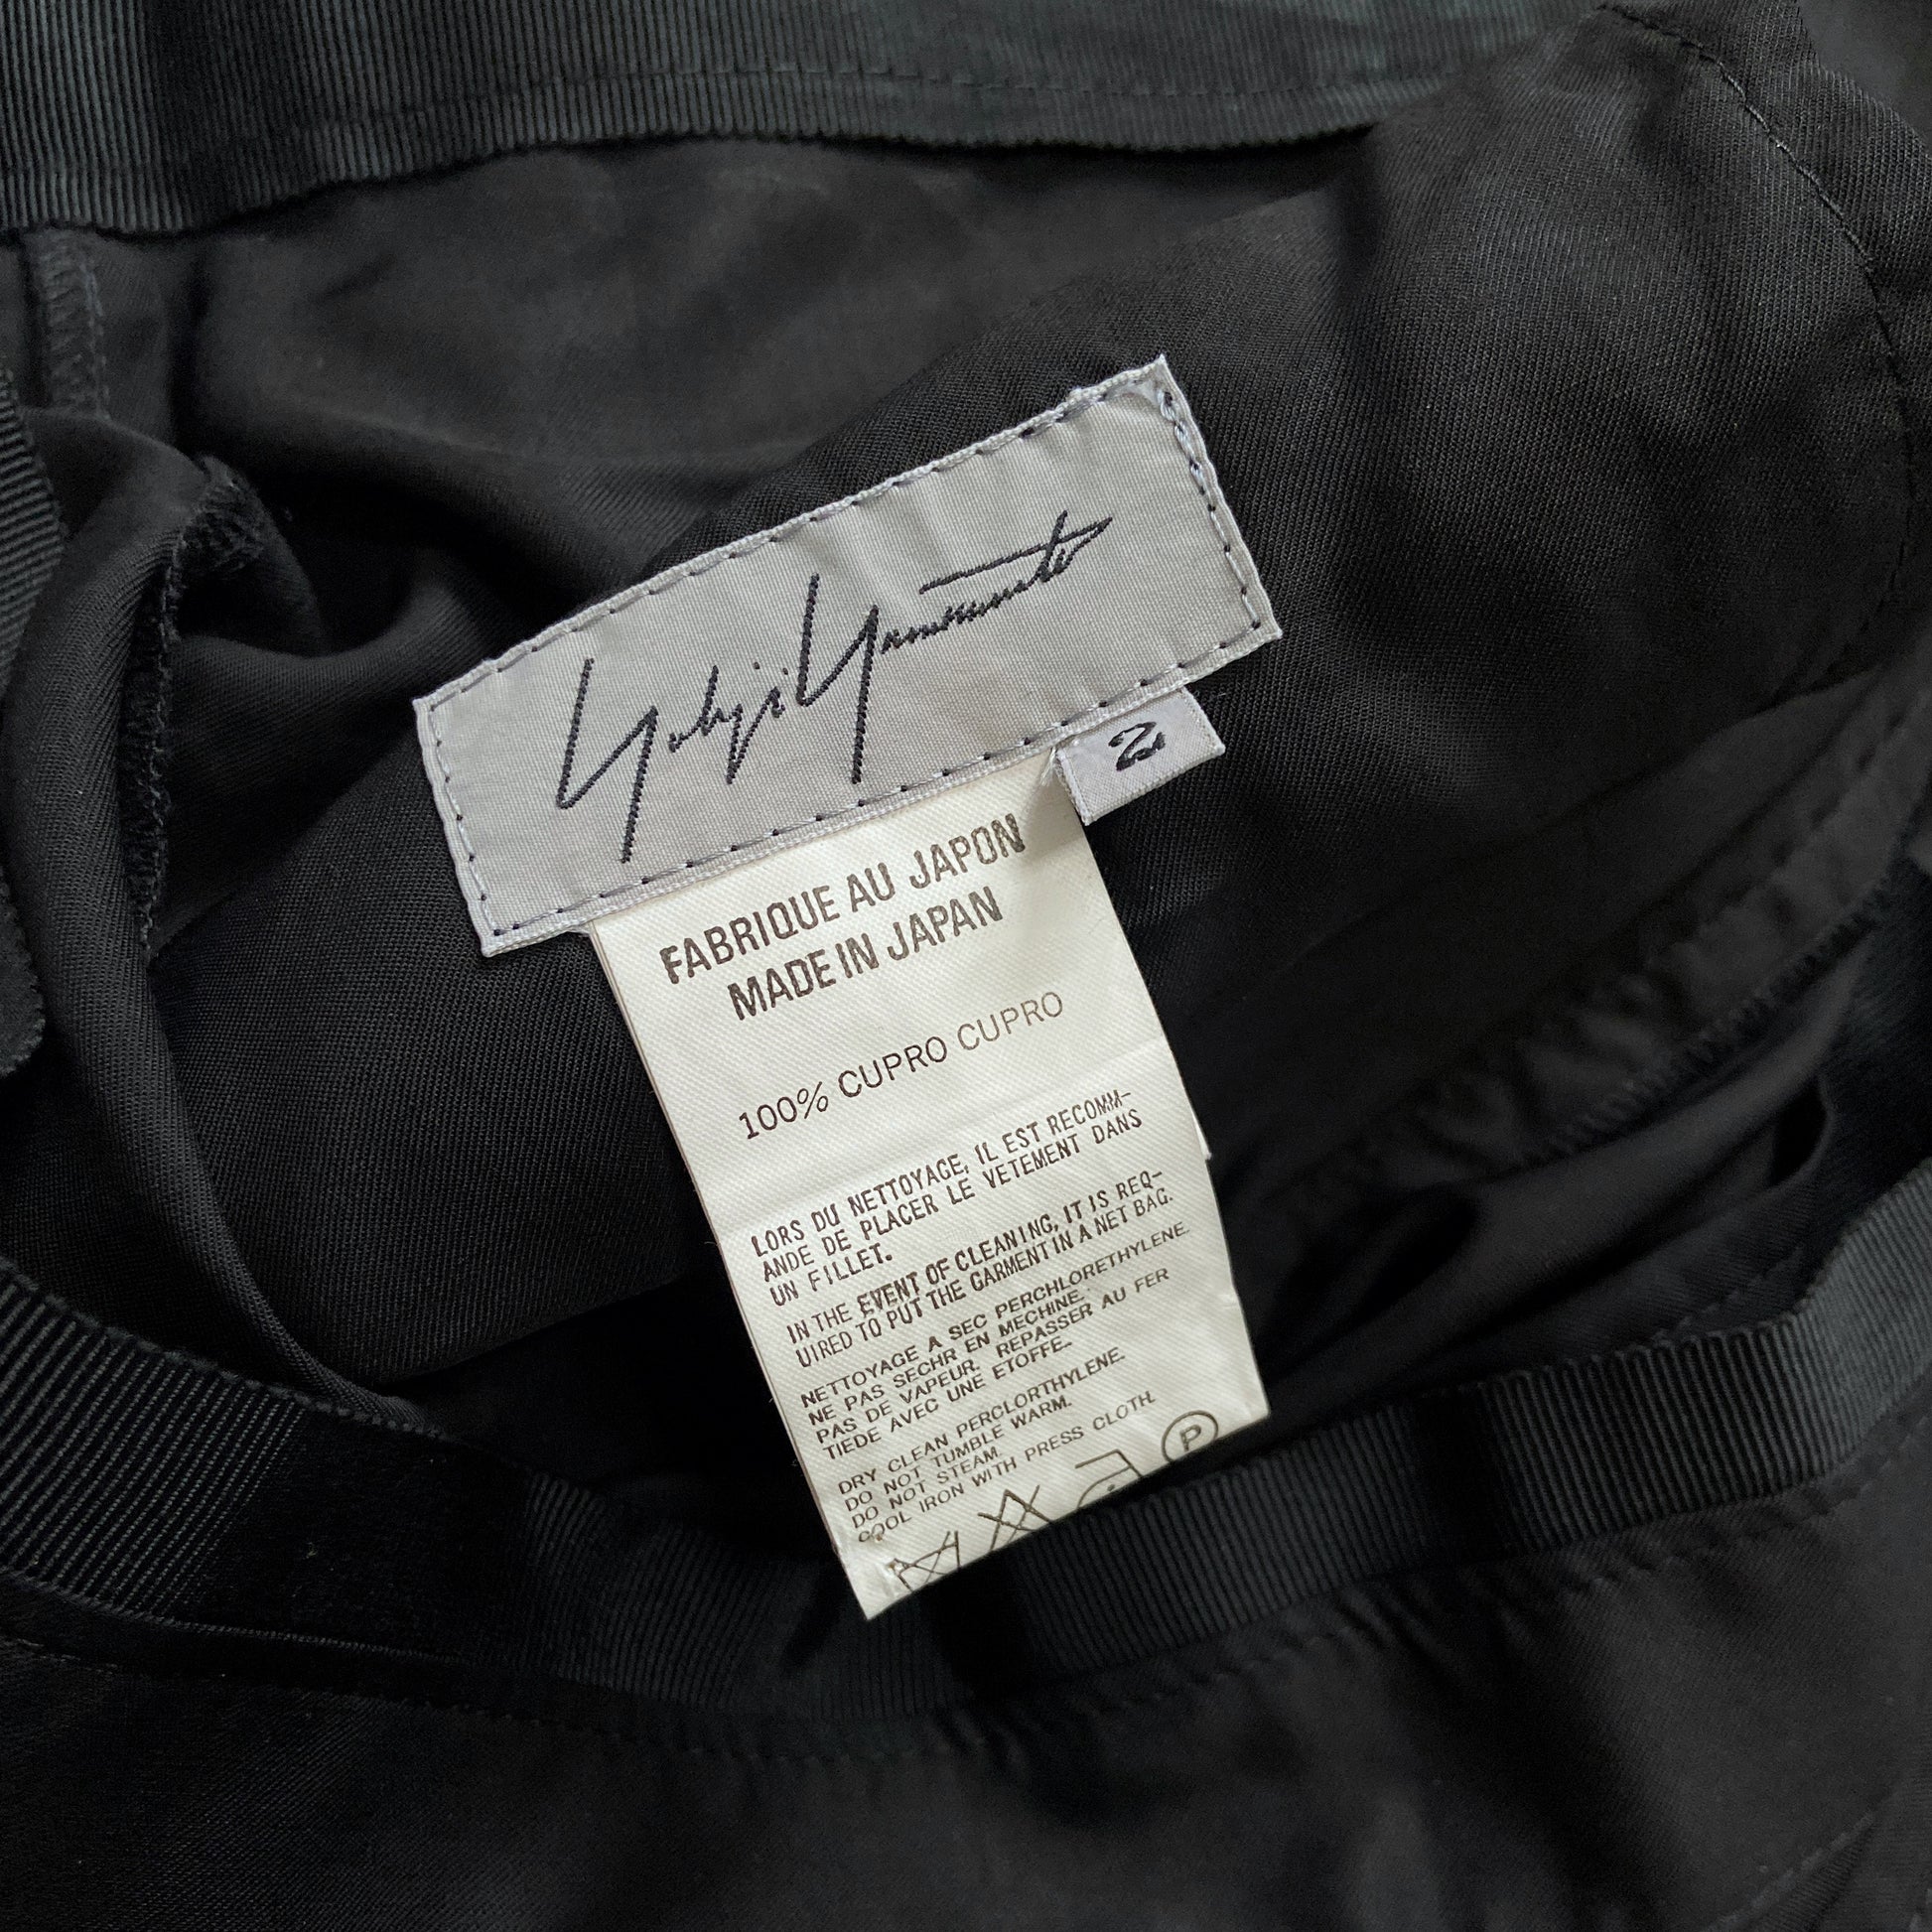 Yohji Yamamoto
2
FABRIQUE AU JAPON
MADE IN JAPAN
100% CUPRO CUPRO
LORS DU NETTOYAGE, IL EST RECOMM-
ANDE DE PLACER LE VETEMENT DANS
UN FILLET.
IN THE EVENT OF CLEANING, IT IS REQ-
UIRED TO PUT THE GARMENT IN A NET BAG.
NETTOYAGE A SEC PERCHLORETHYLENE.
NE PAS SECHR EN MECHINE.
PAS DE VAPEUR. REPASSER AU FER
TIEDE AVEC UNE ETOFFE.
DRY CLEAN PERCLORTHYLENE.
DO NOT TUMBLE WARM.
DO NOT STEAM.
COOL IRON WITH PRESS CLOTH.
P